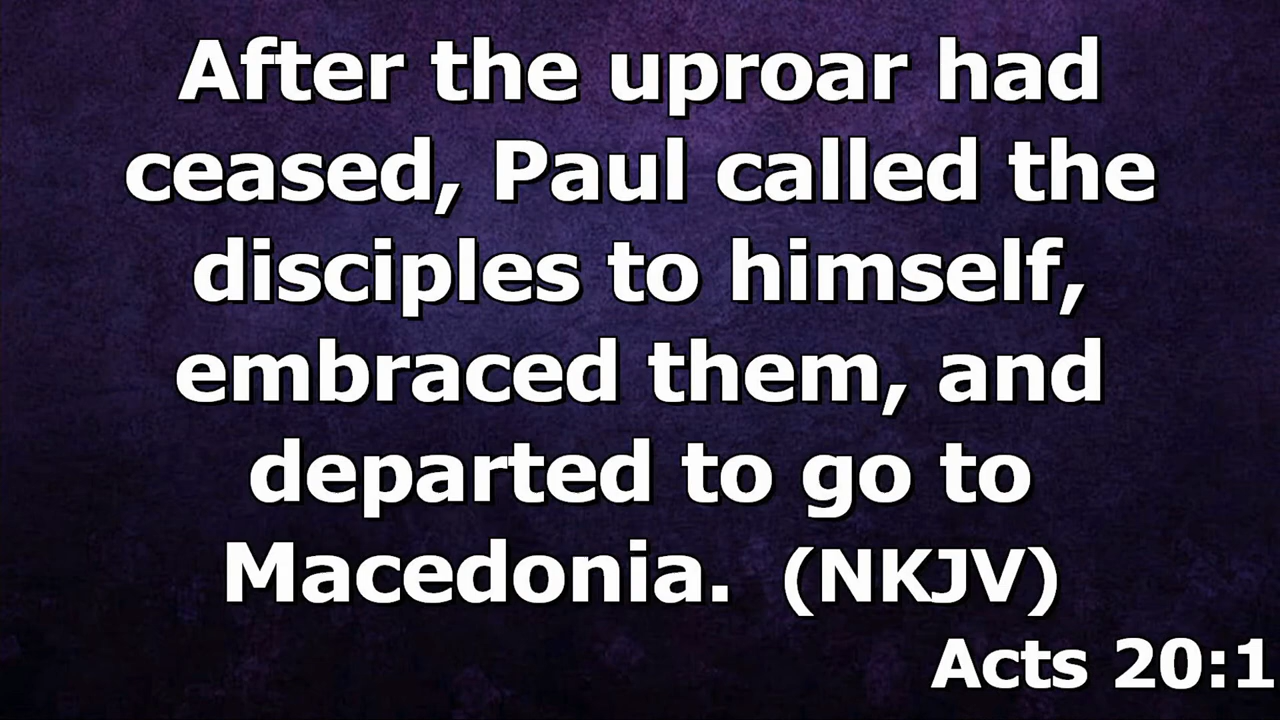 After the uproar had
ceased, Paul called the
disciples to himself,
embraced them, and
departed to go to
Macedonia. (NKJV)
Acts 20:1